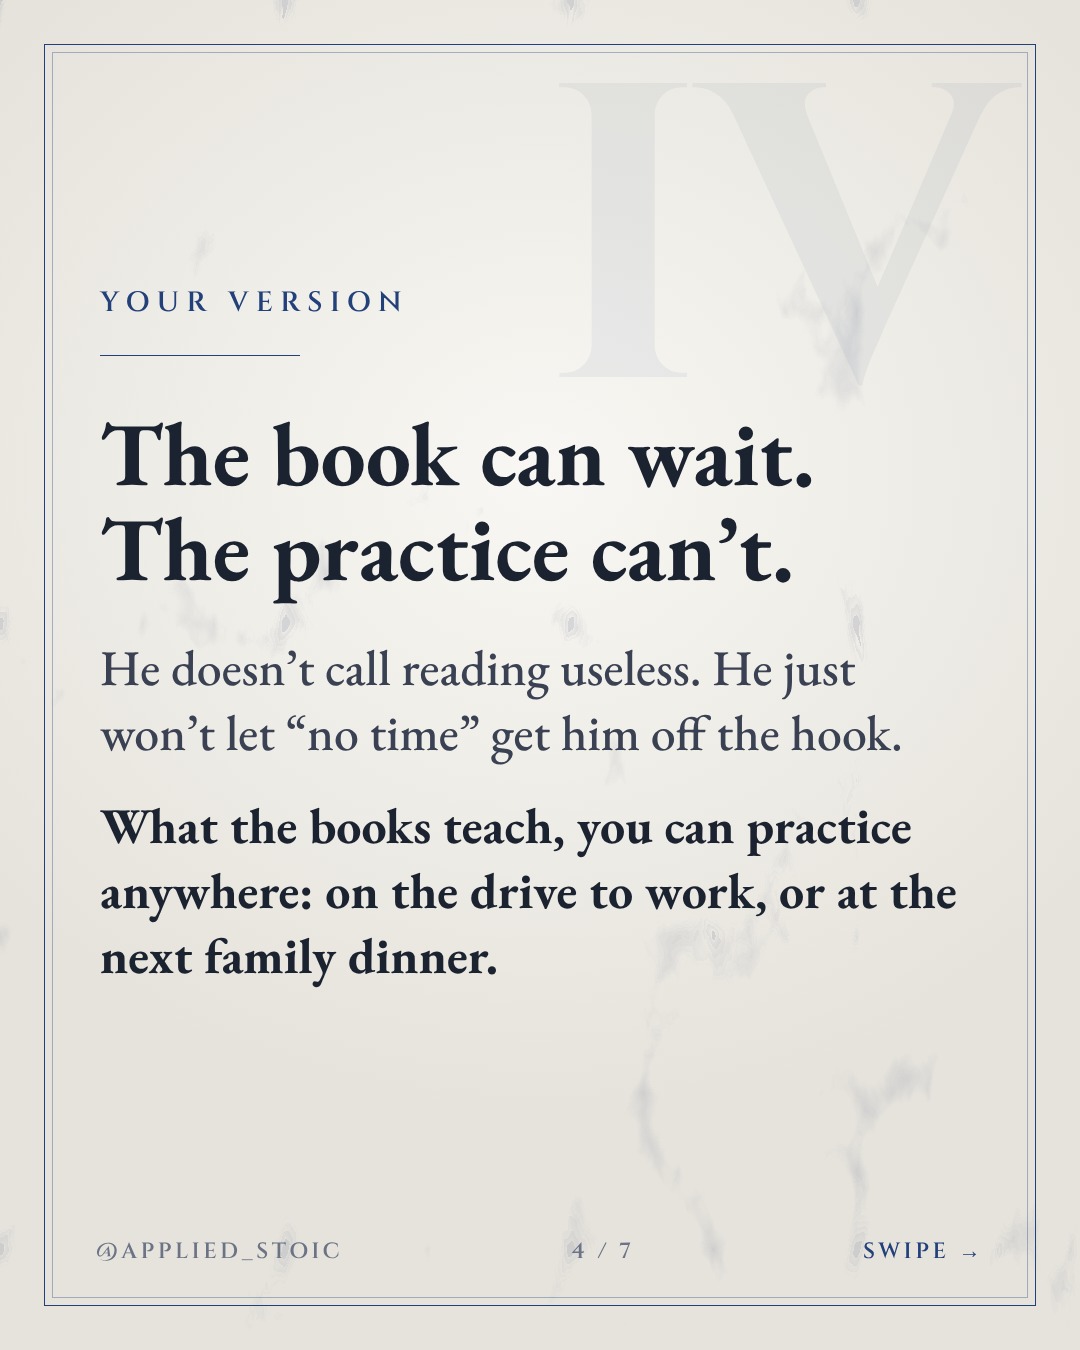 IV
YOUR VERSION
The book can wait.
The practice can’t.
He doesn’t call reading useless. He just
won’t let “no time” get him off the hook.
What the books teach, you can practice
anywhere: on the drive to work, or at the
next family dinner.
@APPLIED_STOIC
4 / 7
SWIPE →